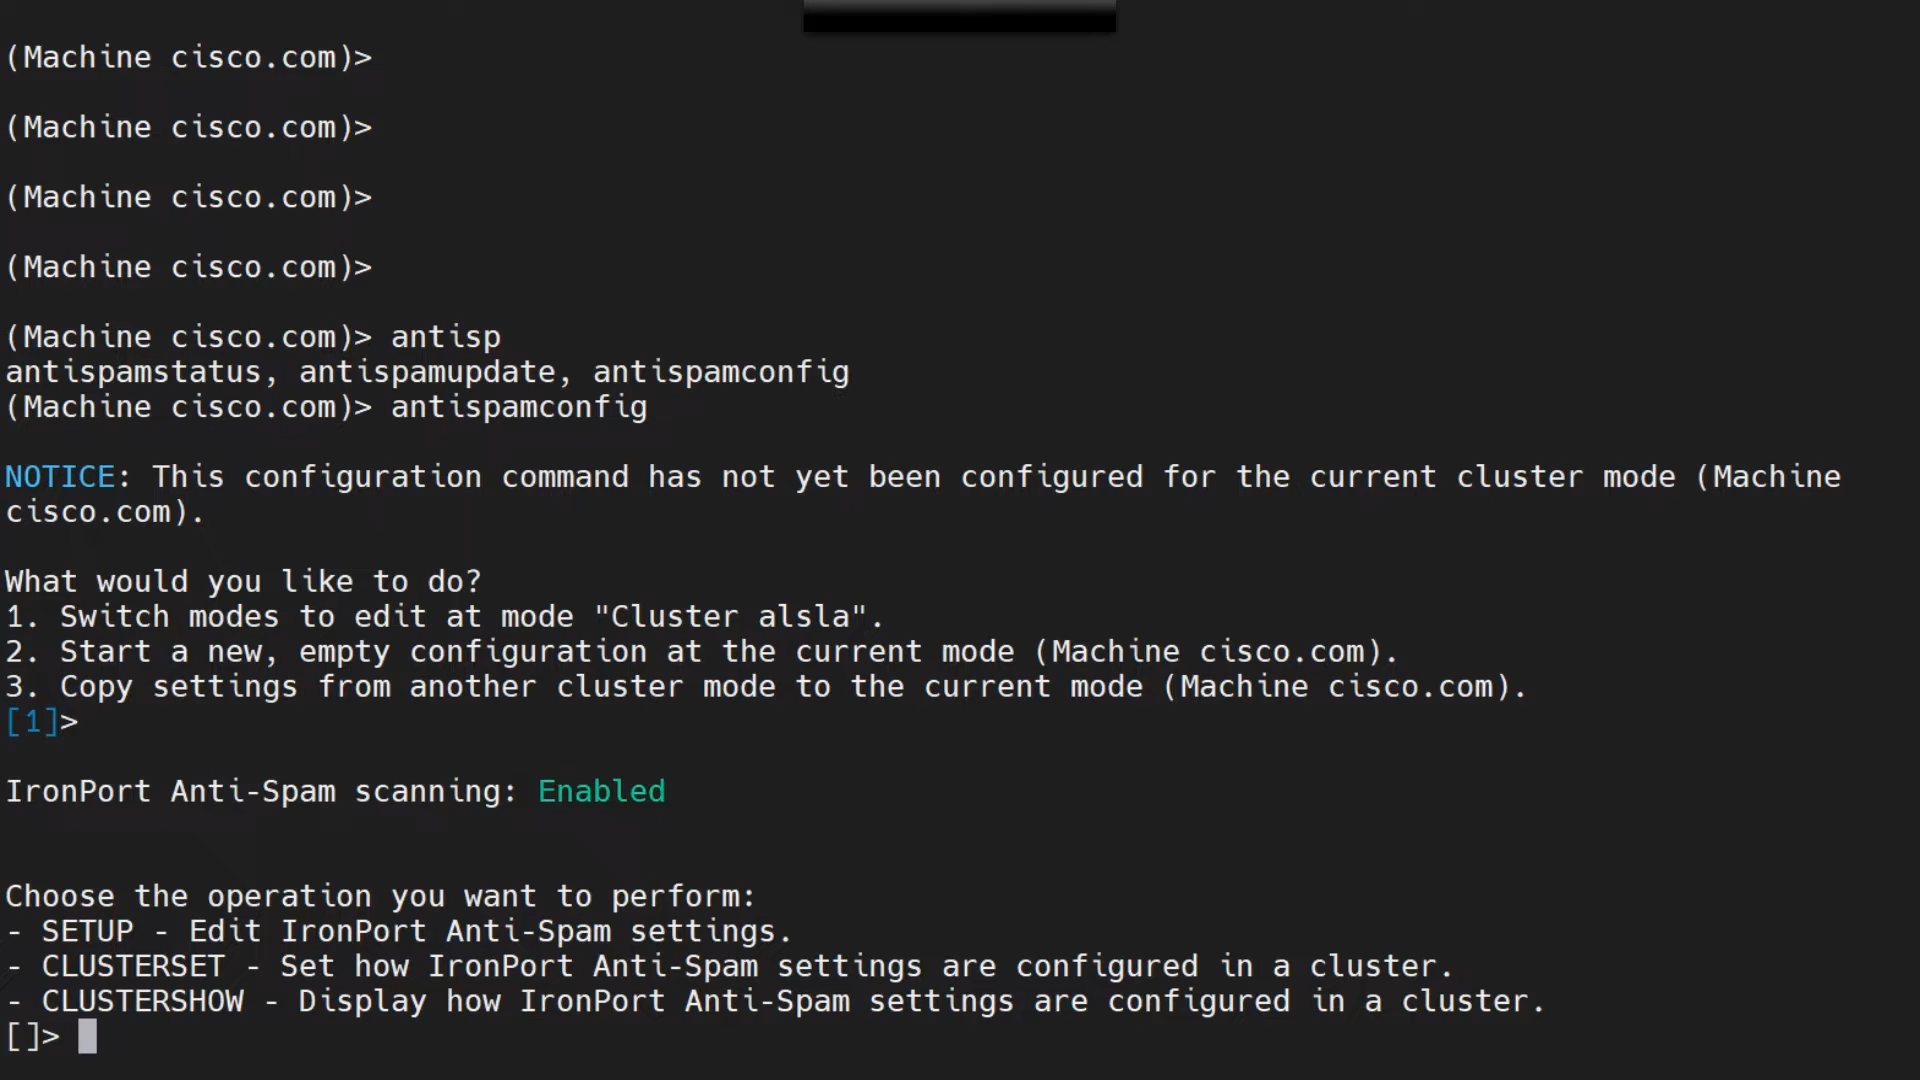 (Machine cisco.com)>
(Machine cisco.com)>
(Machine cisco.com)>
(Machine cisco.com)>
(Machine cisco.com)> antisp
antispamstatus, antispamupdate, antispamconfig
(Machine cisco.com)> antispamconfig
NOTICE: This configuration command has not yet been configured for the current cluster mode (Machine
cisco.com).
What would you like to do?
1. Switch modes to edit at mode "Cluster alsla".
2. Start a new, empty configuration at the current mode (Machine cisco.com).
3. Copy settings from another cluster mode to the current mode (Machine cisco.com).
[1]>
IronPort Anti-Spam scanning: Enabled
Choose the operation you want to perform:
- SETUP - Edit IronPort Anti-Spam settings.
- CLUSTERSET - Set how IronPort Anti-Spam settings are configured in a cluster.
- CLUSTERSHOW - Display how IronPort Anti-Spam settings are configured in a cluster.
[]>